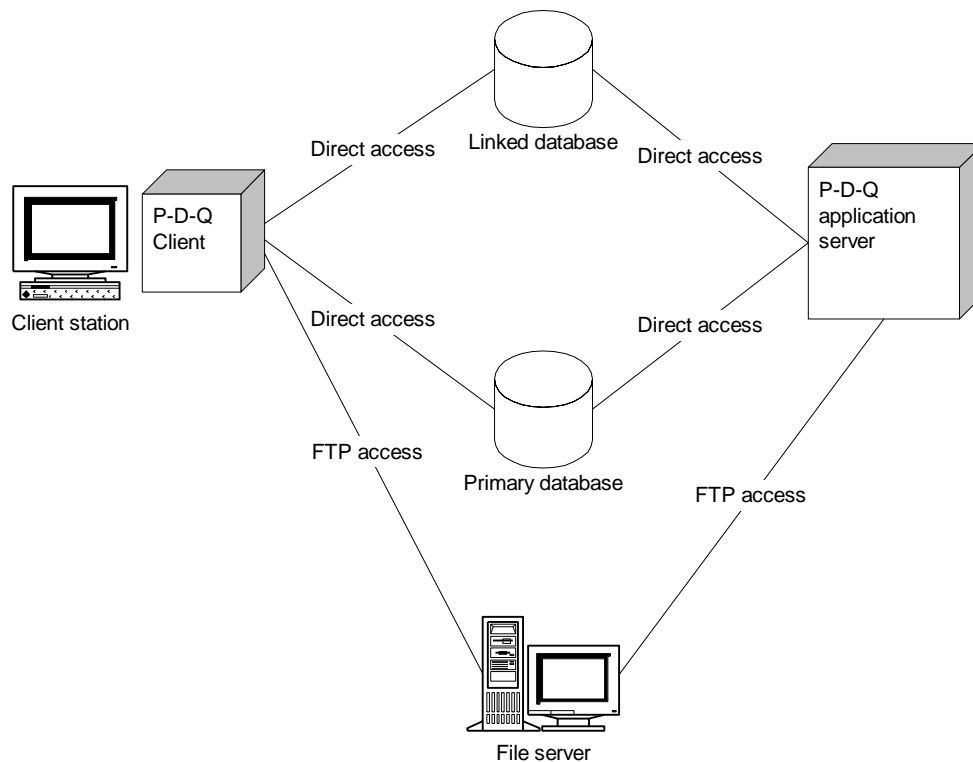 Linked database
Direct access
Direct access
P-D-Q
Client
P-D-Q
application
server
Client station
Direct access
Direct access
Primary database
FTP access
FTP access
File server